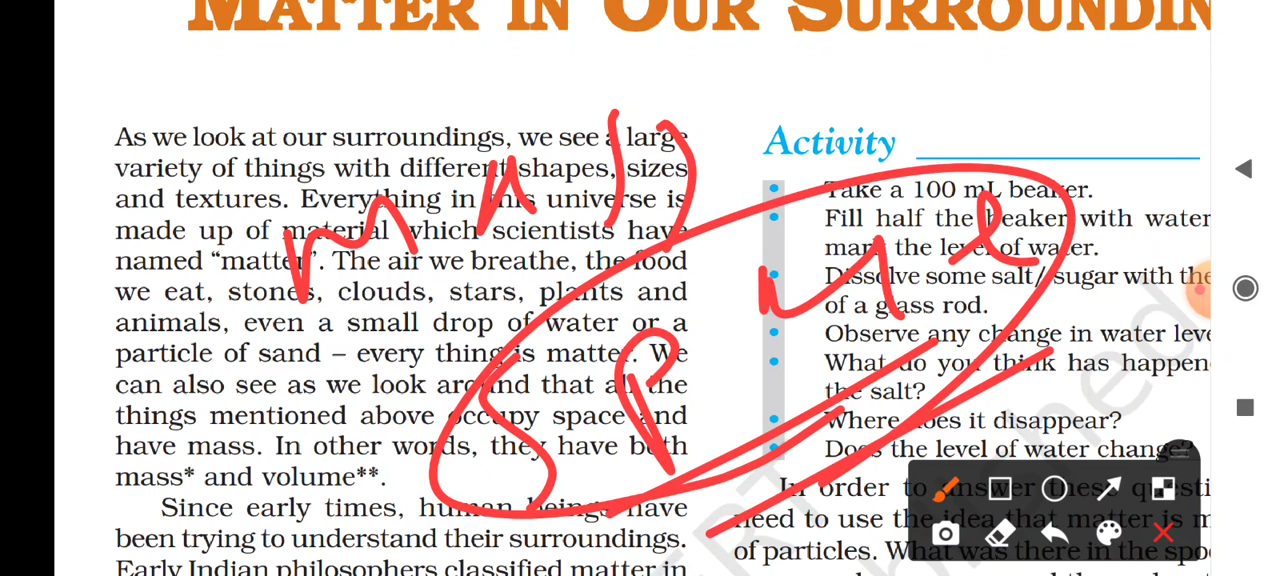 MATTER IN OUR SURROUNDIN
As we look at our surroundings, we see a large
variety of things with different shapes, sizes
and textures. Everything in this universe is
made up of material which scientists have
named “matter”. The air we breathe, the food
we eat, stones, clouds, stars, plants and
animals, even a small drop of water or a
particle of sand – every thing is matter. We
can also see as we look around that all the
things mentioned above occupy space and
have mass. In other words, they have both
mass* and volume**.
Since early times, human beings have
been trying to understand their surroundings.
Early Indian philosophers classified matter in
Activity
• Take a 100 mL beaker.
• Fill half the beaker with water
mark the level of water.
• Dissolve some salt/sugar with the
of a glass rod.
• Observe any change in water leve
• What do you think has happen
the salt?
• Where does it disappear?
• Does the level of water change?
In order to answer these questi
need to use the idea that matter is m
of particles. What was there in the spo
mass
space